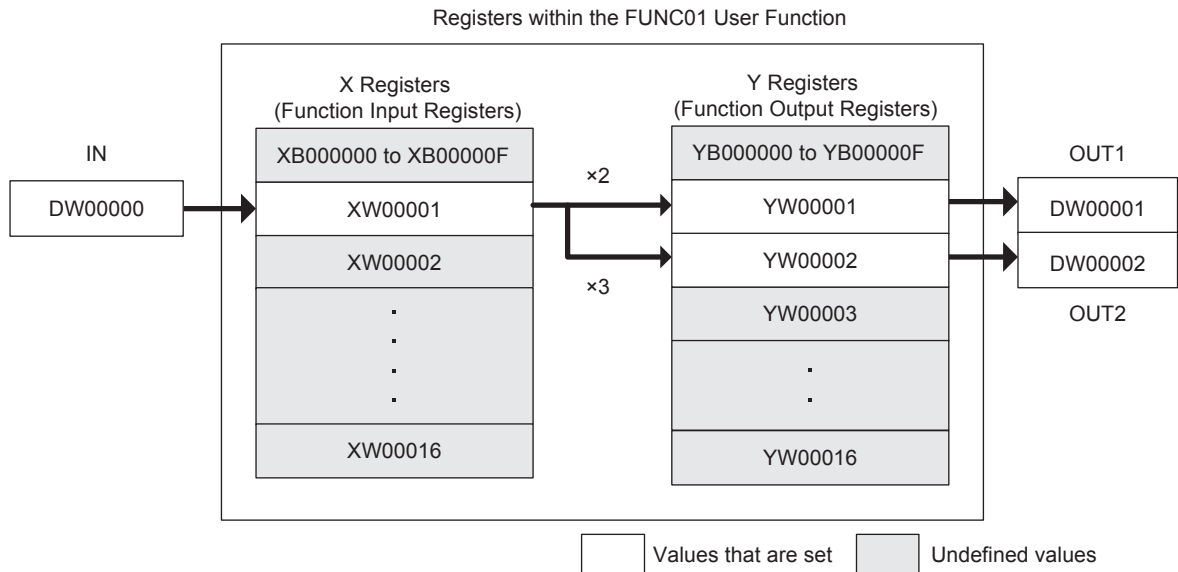 Registers within the FUNC01 User Function
X Registers
(Function Input Registers)
Y Registers
(Function Output Registers)
IN
DW00000
XB000000 to XB00000F
XW00001
XW00002
XW00016
×2
×3
YB000000 to YB00000F
YW00001
YW00002
YW00003
YW00016
OUT1
DW00001
DW00002
OUT2
Values that are set
Undefined values